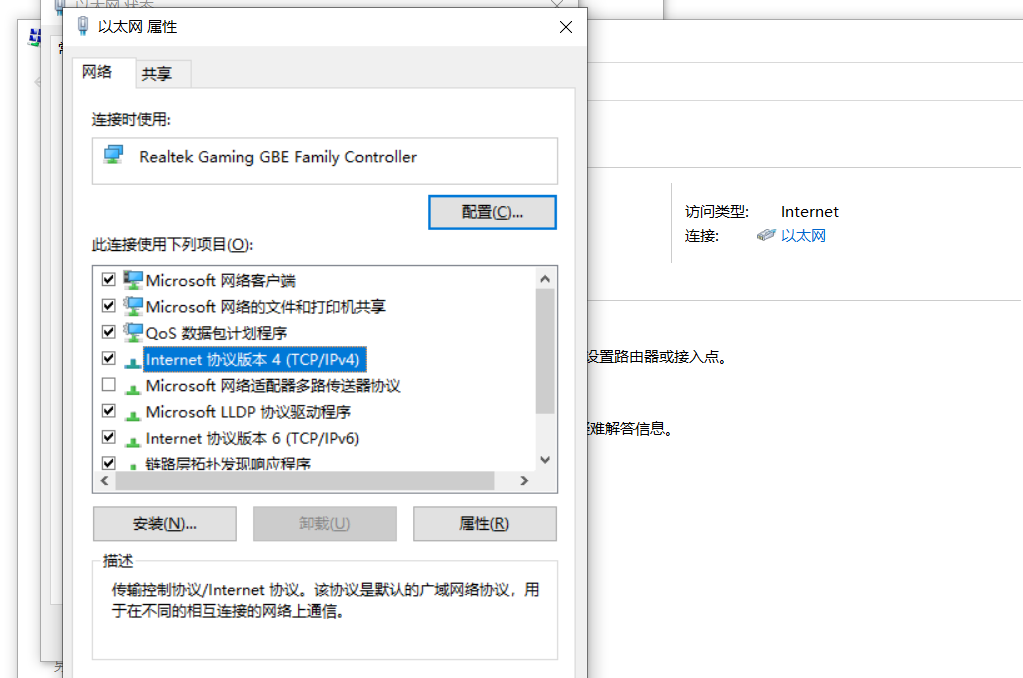 以太网 状态
以太网 属性
网络
共享
连接时使用:
Realtek Gaming GBE Family Controller
配置(C)...
此连接使用下列项目(O):
Microsoft 网络客户端
Microsoft 网络的文件和打印机共享
QoS 数据包计划程序
Internet 协议版本 4 (TCP/IPv4)
Microsoft 网络适配器多路传送器协议
Microsoft LLDP 协议驱动程序
Internet 协议版本 6 (TCP/IPv6)
链路层拓扑发现响应程序
安装(N)...
卸载(U)
属性(R)
描述
传输控制协议/Internet 协议。该协议是默认的广域网络协议，用
于在不同的相互连接的网络上通信。
访问类型:
Internet
连接:
以太网
设置路由器或接入点。
疑难解答信息。